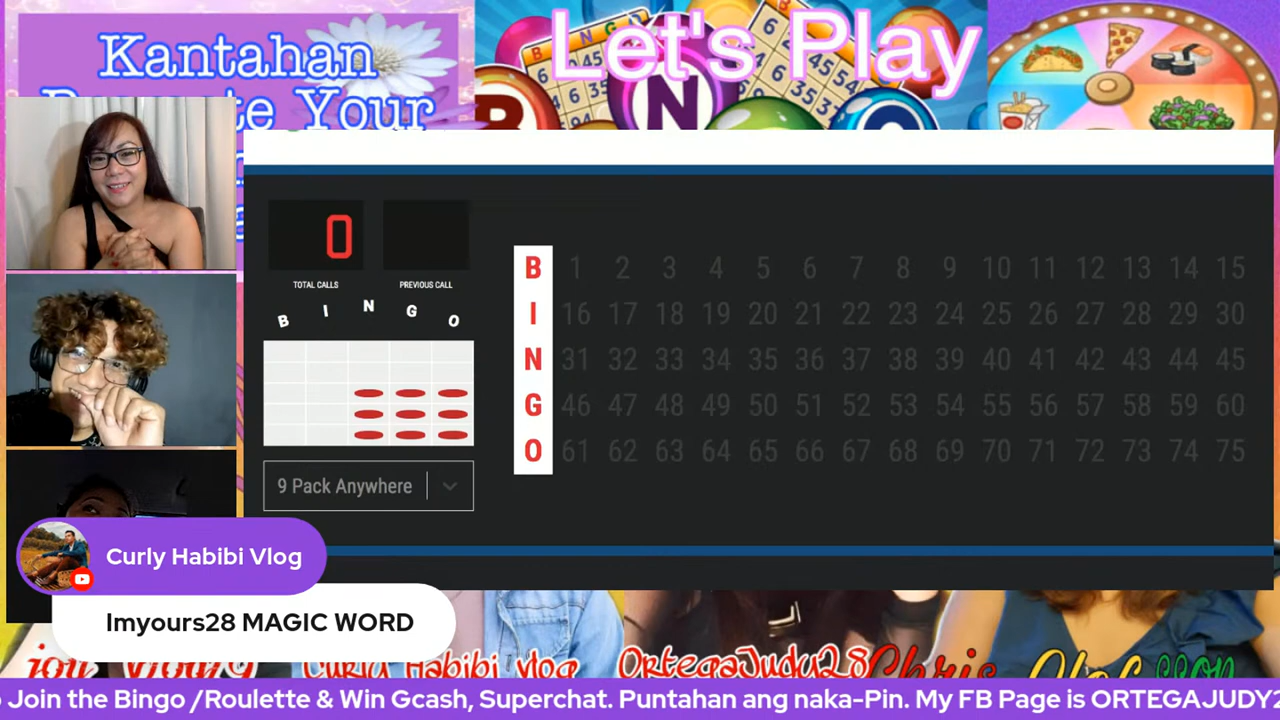 Kantahan
Let's Play
0
TOTAL CALLS
PREVIOUS CALL
B I N G O
9 Pack Anywhere
B 1 2 3 4 5 6 7 8 9 10 11 12 13 14 15
I 16 17 18 19 20 21 22 23 24 25 26 27 28 29 30
N 31 32 33 34 35 36 37 38 39 40 41 42 43 44 45
G 46 47 48 49 50 51 52 53 54 55 56 57 58 59 60
O 61 62 63 64 65 66 67 68 69 70 71 72 73 74 75
Curly Habibi Vlog
Imyours28 MAGIC WORD
Curly Habibi vlog
OrtegaJudy28
Chris
Join the Bingo /Roulette & Win Gcash, Superchat. Puntahan ang naka-Pin. My FB Page is